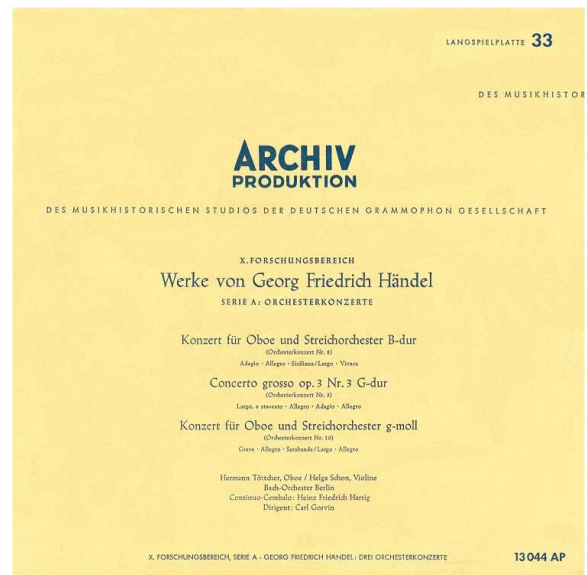 LANGSPIELPLATTE 33
DES MUSIKHISTOR
ARCHIV
PRODUKTION
DES MUSIKHISTORISCHEN STUDIOS DER DEUTSCHEN GRAMMOPHON GESELLSCHAFT
X. FORSCHUNGSBEREICH
Werke von Georg Friedrich Händel
SERIE A: ORCHESTERKONZERTE
Konzert für Oboe und Streichorchester B-dur
(Orchesterkonzert Nr. 8)
Adagio · Allegro · Siciliana/Largo · Vivace
Concerto grosso op. 3 Nr. 3 G-dur
(Orchesterkonzert Nr. 3)
Largo, e staccato · Allegro · Adagio · Allegro
Konzert für Oboe und Streichorchester g-moll
(Orchesterkonzert Nr. 10)
Grave · Allegro · Sarabande/Largo · Allegro
Hermann Töttcher, Oboe / Helga Schon, Violine
Bach-Orchester Berlin
Continuo-Cembalo: Heinz Friedrich Hartig
Dirigent: Carl Gorvin
X. FORSCHUNGSBEREICH, SERIE A - GEORG FRIEDRICH HÄNDEL: DREI ORCHESTERKONZERTE
13044 AP